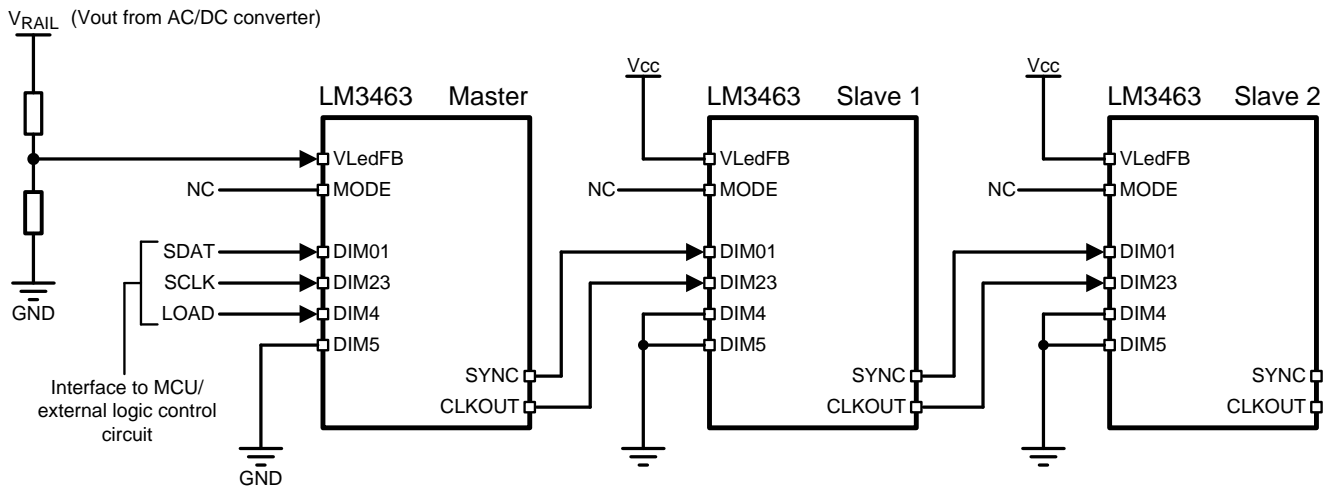 VRAIL (Vout from AC/DC converter)
GND
LM3463 Master
VLedFB
NC MODE
SDAT DIM01
SCLK DIM23
LOAD DIM4
DIM5
SYNC
CLKOUT
Interface to MCU/
external logic control
circuit
GND
Vcc
LM3463 Slave 1
VLedFB
NC MODE
DIM01
DIM23
DIM4
DIM5
SYNC
CLKOUT
Vcc
LM3463 Slave 2
VLedFB
NC MODE
DIM01
DIM23
DIM4
DIM5
SYNC
CLKOUT